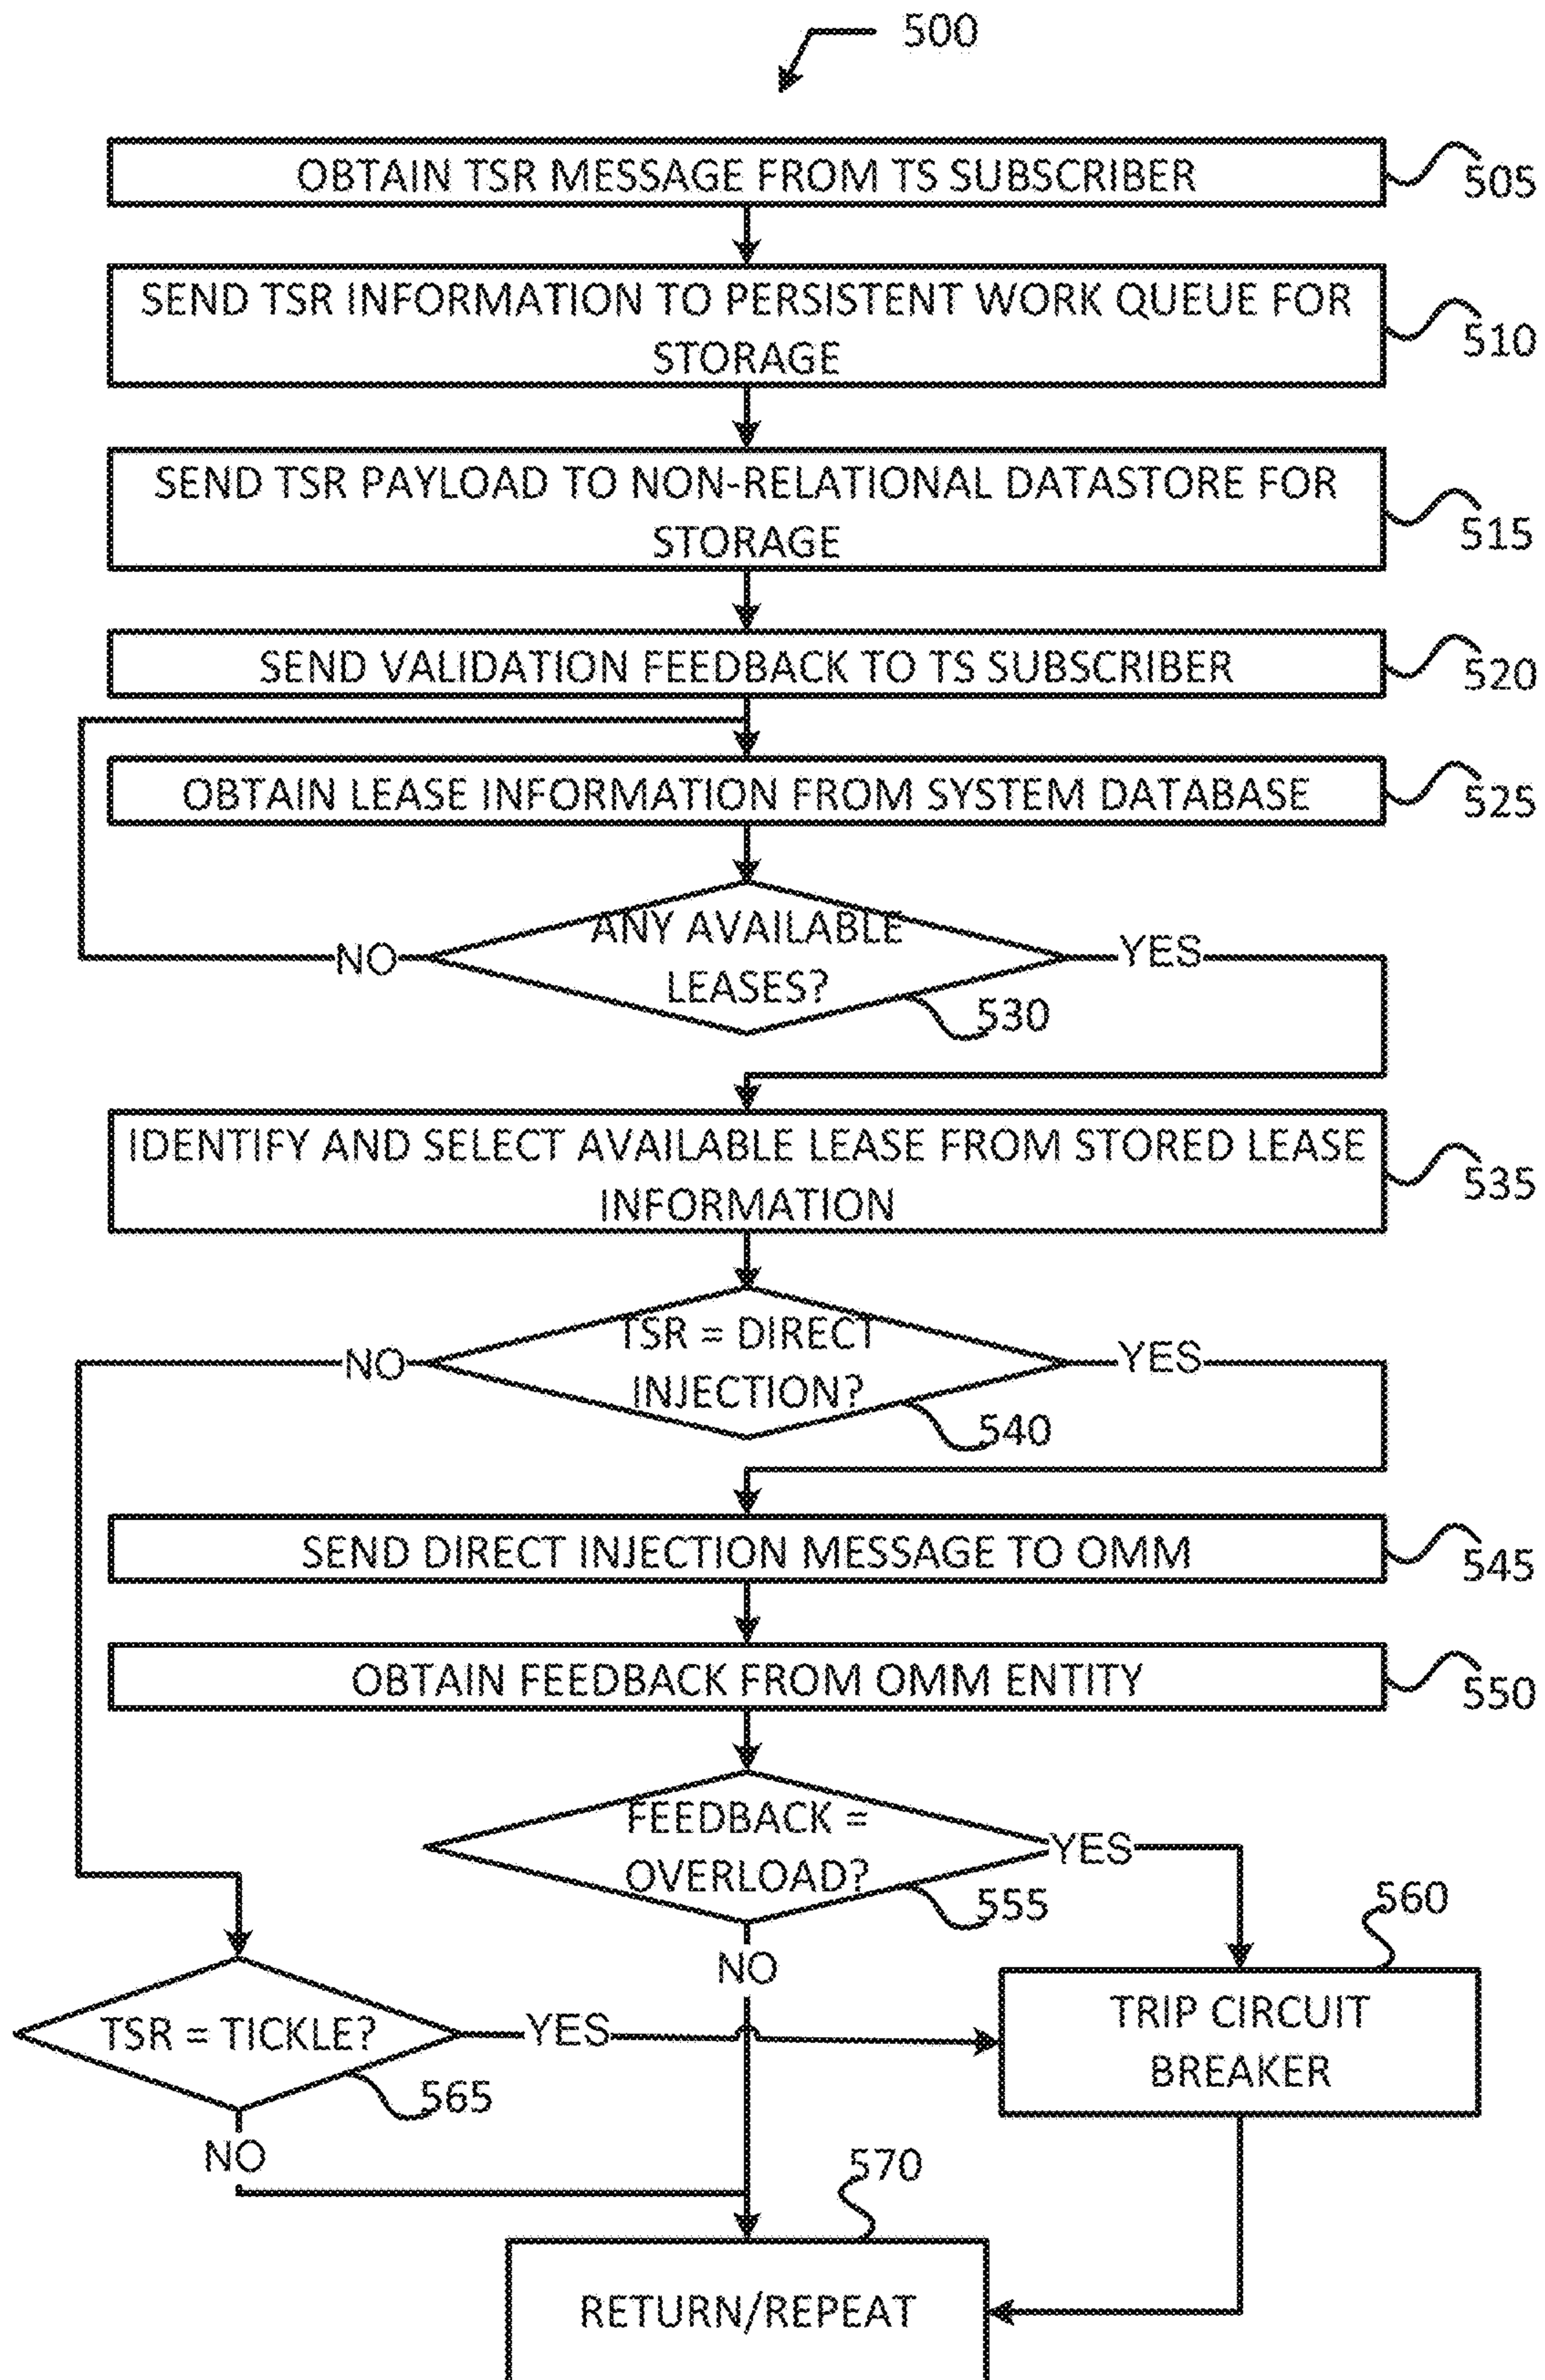 500
OBTAIN TSR MESSAGE FROM TS SUBSCRIBER
505
SEND TSR INFORMATION TO PERSISTENT WORK QUEUE FOR
STORAGE
510
SEND TSR PAYLOAD TO NON-RELATIONAL DATASTORE FOR
STORAGE
515
SEND VALIDATION FEEDBACK TO TS SUBSCRIBER
520
OBTAIN LEASE INFORMATION FROM SYSTEM DATABASE
525
ANY AVAILABLE
LEASES?
NO
YES
530
IDENTIFY AND SELECT AVAILABLE LEASE FROM STORED LEASE
INFORMATION
535
TSR = DIRECT
INJECTION?
NO
YES
540
SEND DIRECT INJECTION MESSAGE TO OMM
545
OBTAIN FEEDBACK FROM OMM ENTITY
550
FEEDBACK =
OVERLOAD?
YES
555
NO
560
TRIP CIRCUIT
BREAKER
TSR = TICKLE?
YES
565
NO
570
RETURN/REPEAT